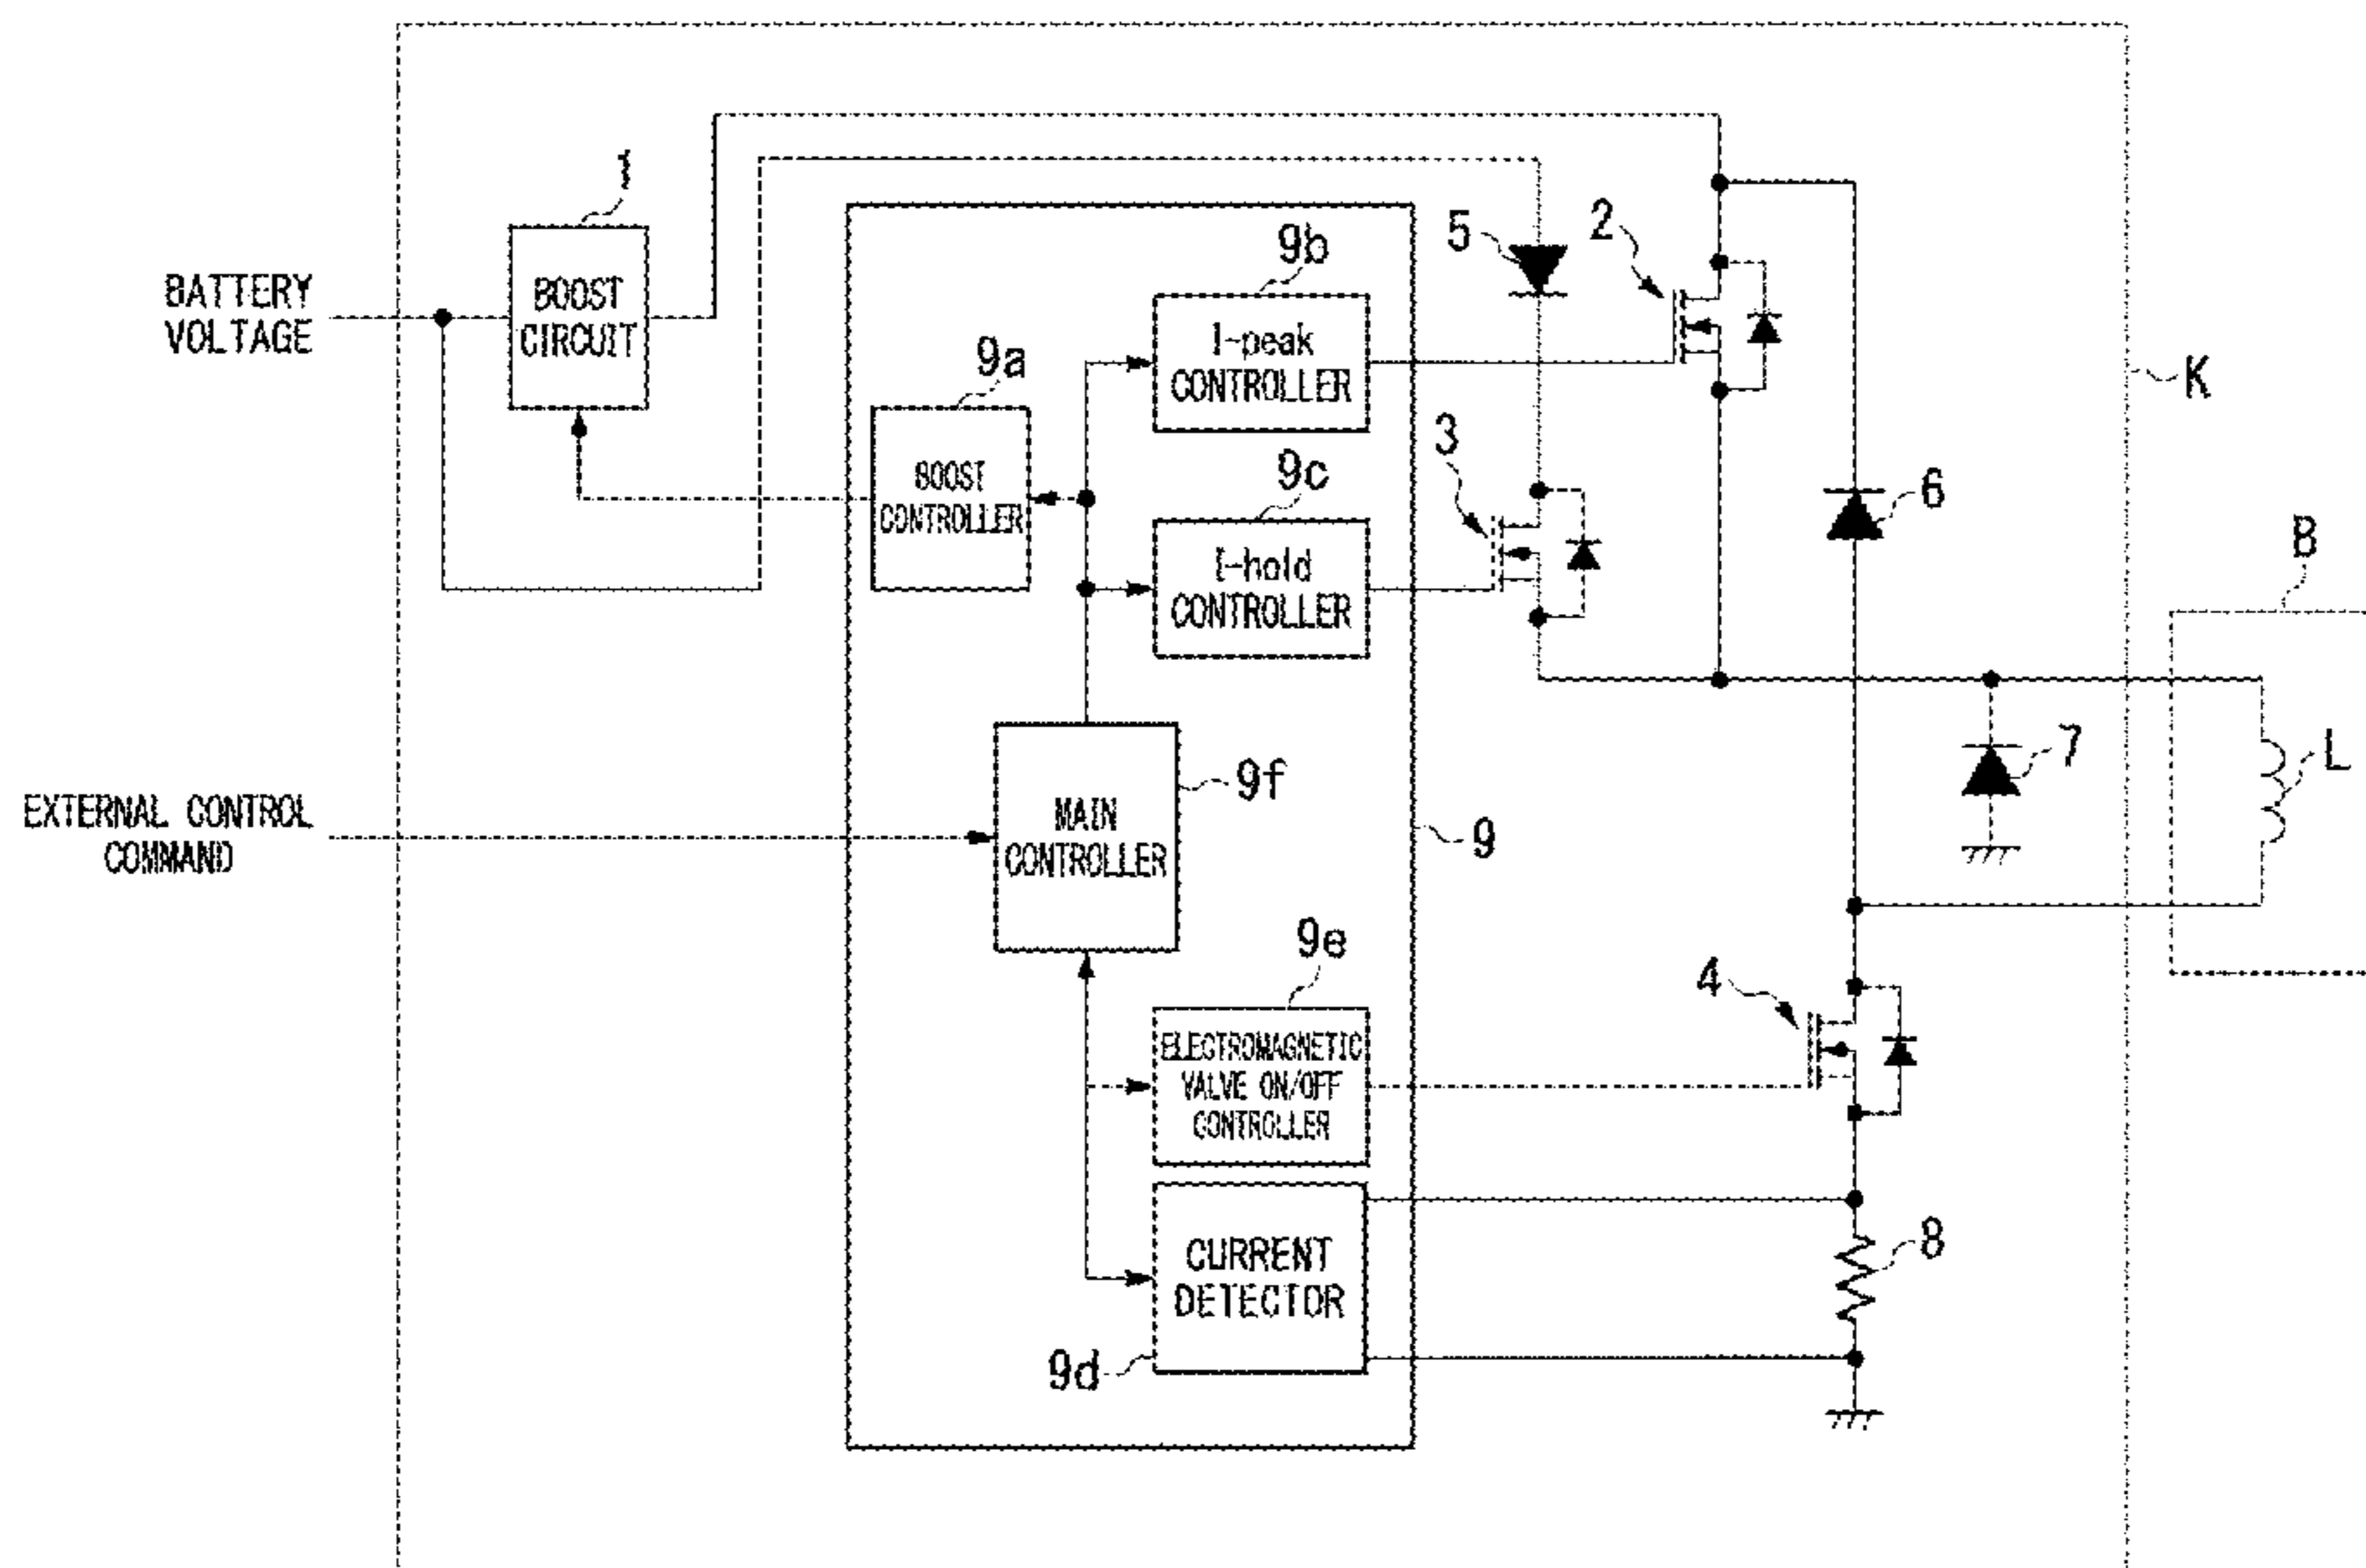 1
BATTERY
VOLTAGE
BOOST
CIRCUIT
9a
BOOST
CONTROLLER
9b
I-peak
CONTROLLER
9c
I-hold
CONTROLLER
5
2
3
6
K
B
7
L
EXTERNAL CONTROL
COMMAND
MAIN
CONTROLLER
9f
9
9e
ELECTROMAGNETIC
VALVE ON/OFF
CONTROLLER
4
CURRENT
DETECTOR
9d
8